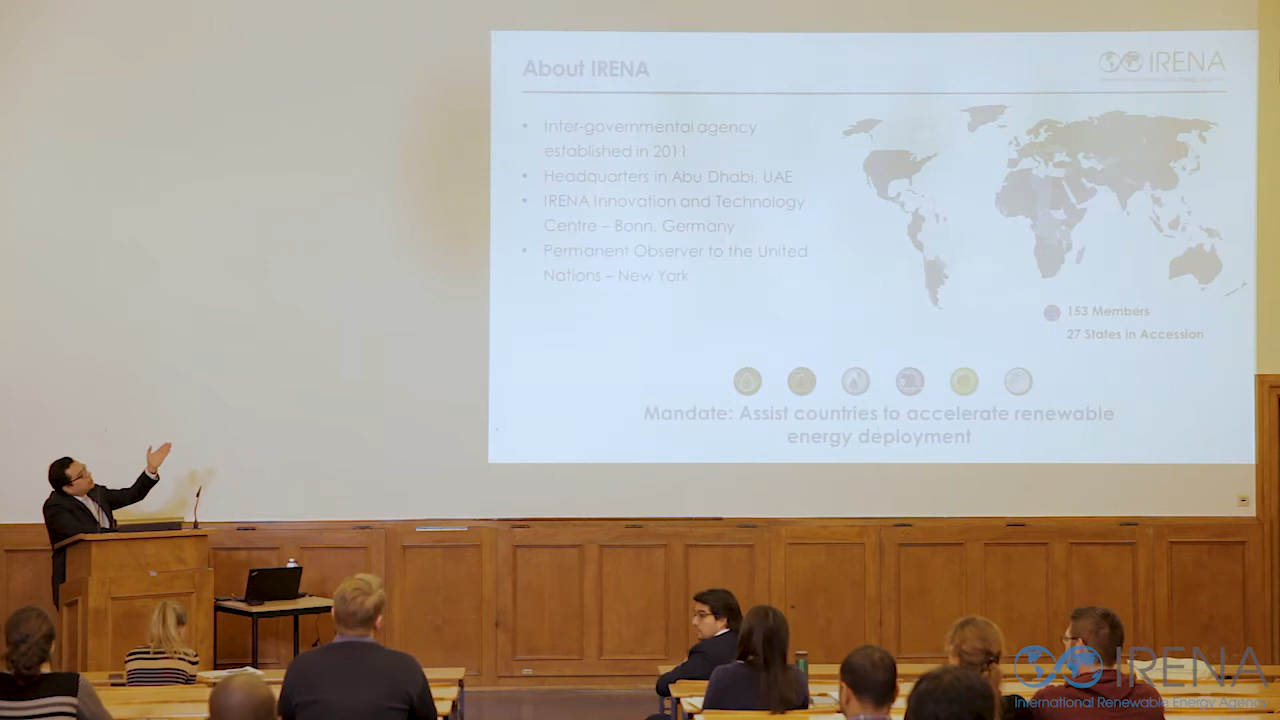 About IRENA
IRENA
• Inter-governmental agency
established in 2011
• Headquarters in Abu Dhabi, UAE
• IRENA Innovation and Technology
Centre – Bonn, Germany
• Permanent Observer to the United
Nations – New York
153 Members
27 States in Accession
Mandate: Assist countries to accelerate renewable
energy deployment
IRENA
International Renewable Energy Agency